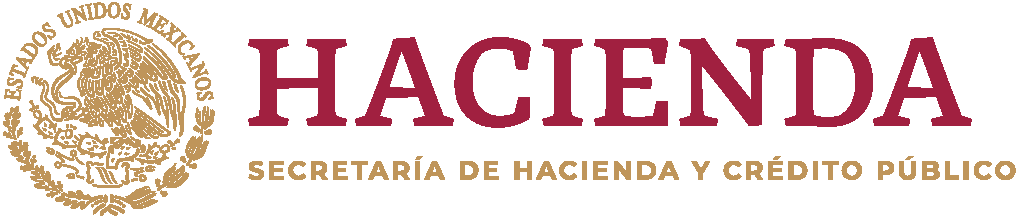 ESTADOS UNIDOS MEXICANOS
HACIENDA
SECRETARÍA DE HACIENDA Y CRÉDITO PÚBLICO